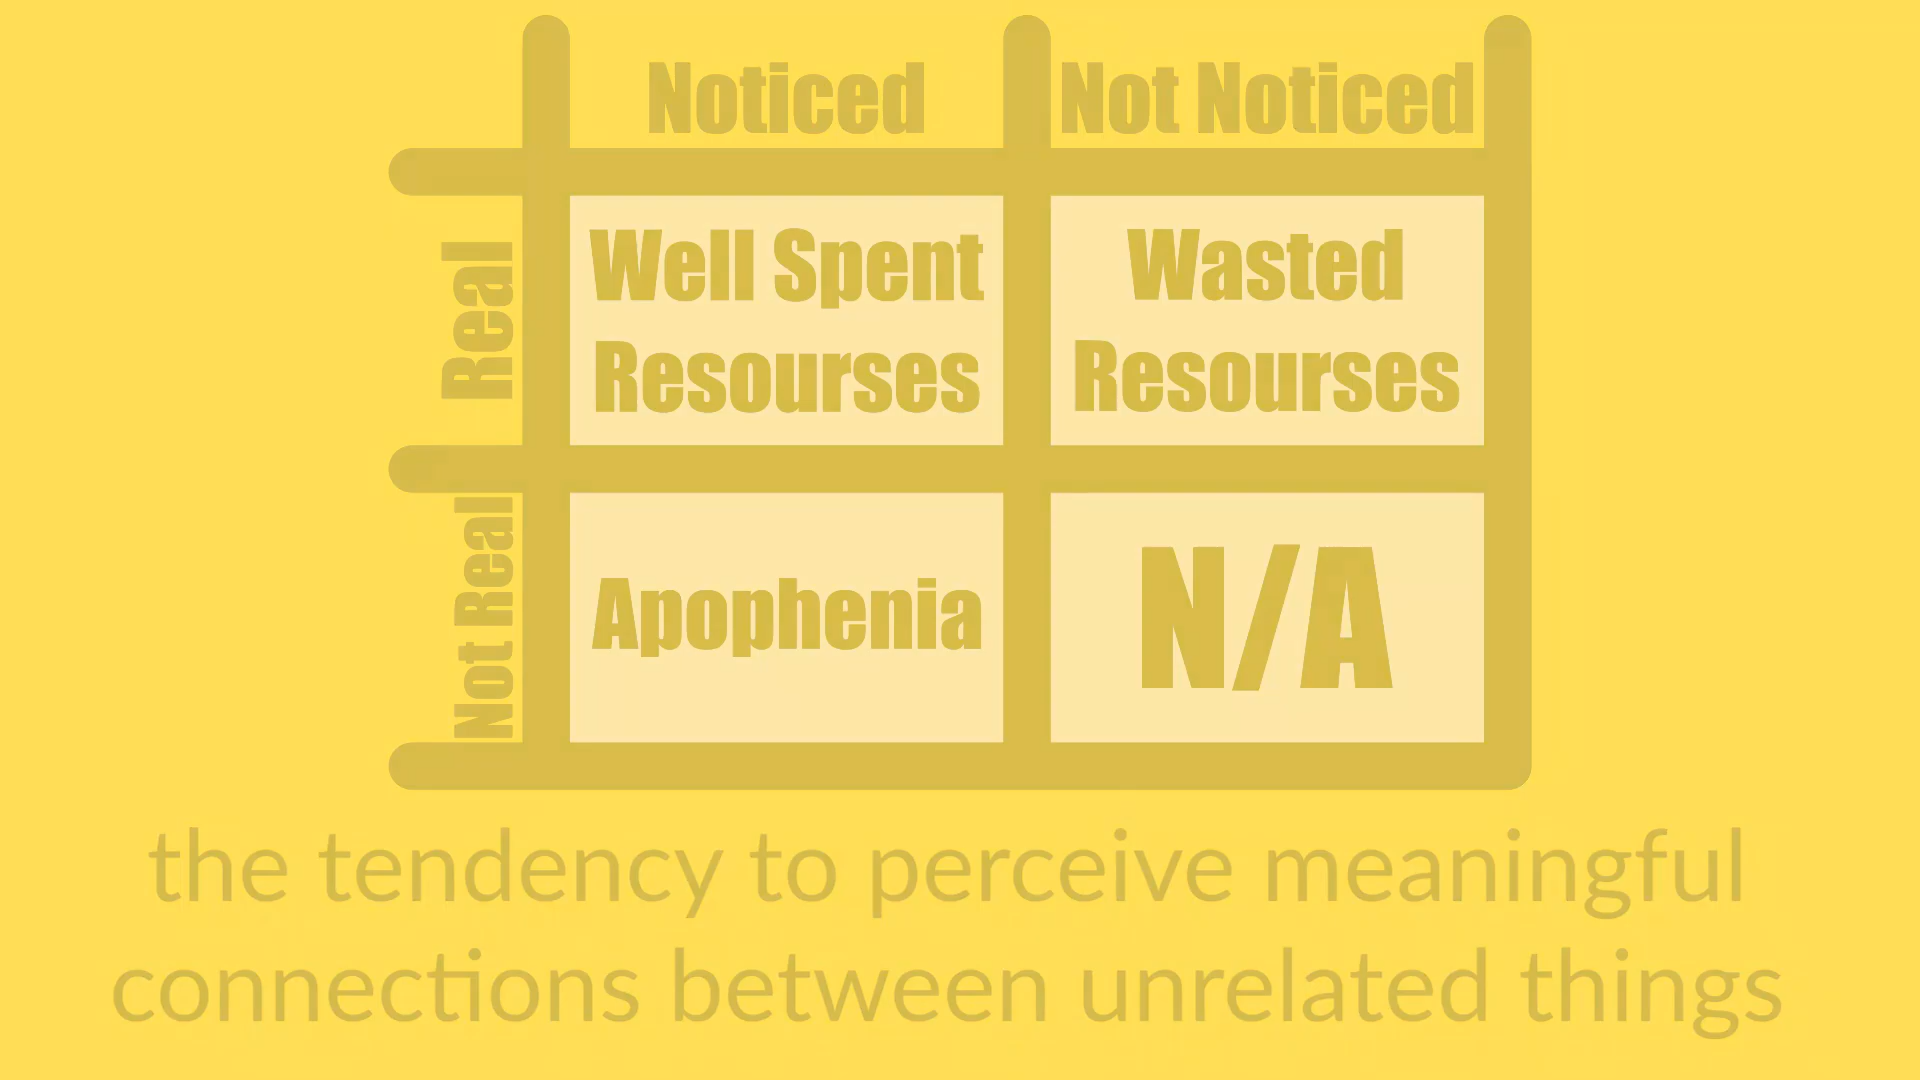 Noticed
Not Noticed
Real
Well Spent
Resourses
Wasted
Resourses
Not Real
Apophenia
N/A
the tendency to perceive meaningful
connections between unrelated things